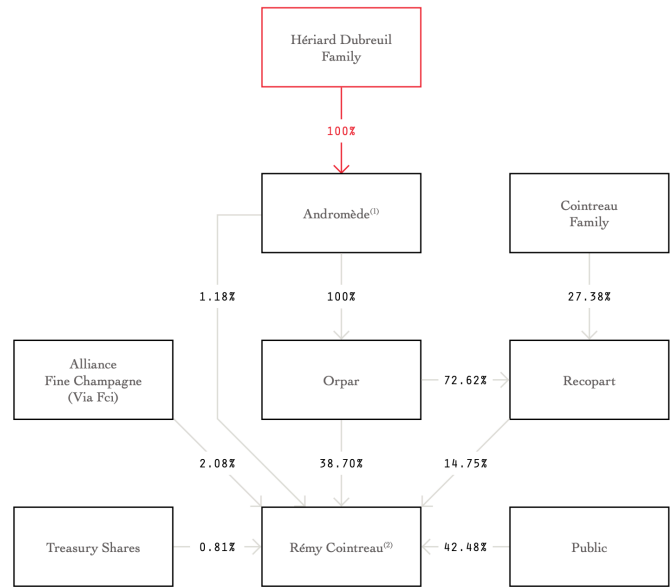 Hériard Dubreuil
Family
100%
Andromède(1)
Cointreau
Family
1.18%
100%
27.38%
Alliance
Fine Champagne
(Via Fci)
Orpar
72.62%
Recopart
2.08%
38.70%
14.75%
Treasury Shares
0.81%
Rémy Cointreau(2)
42.48%
Public